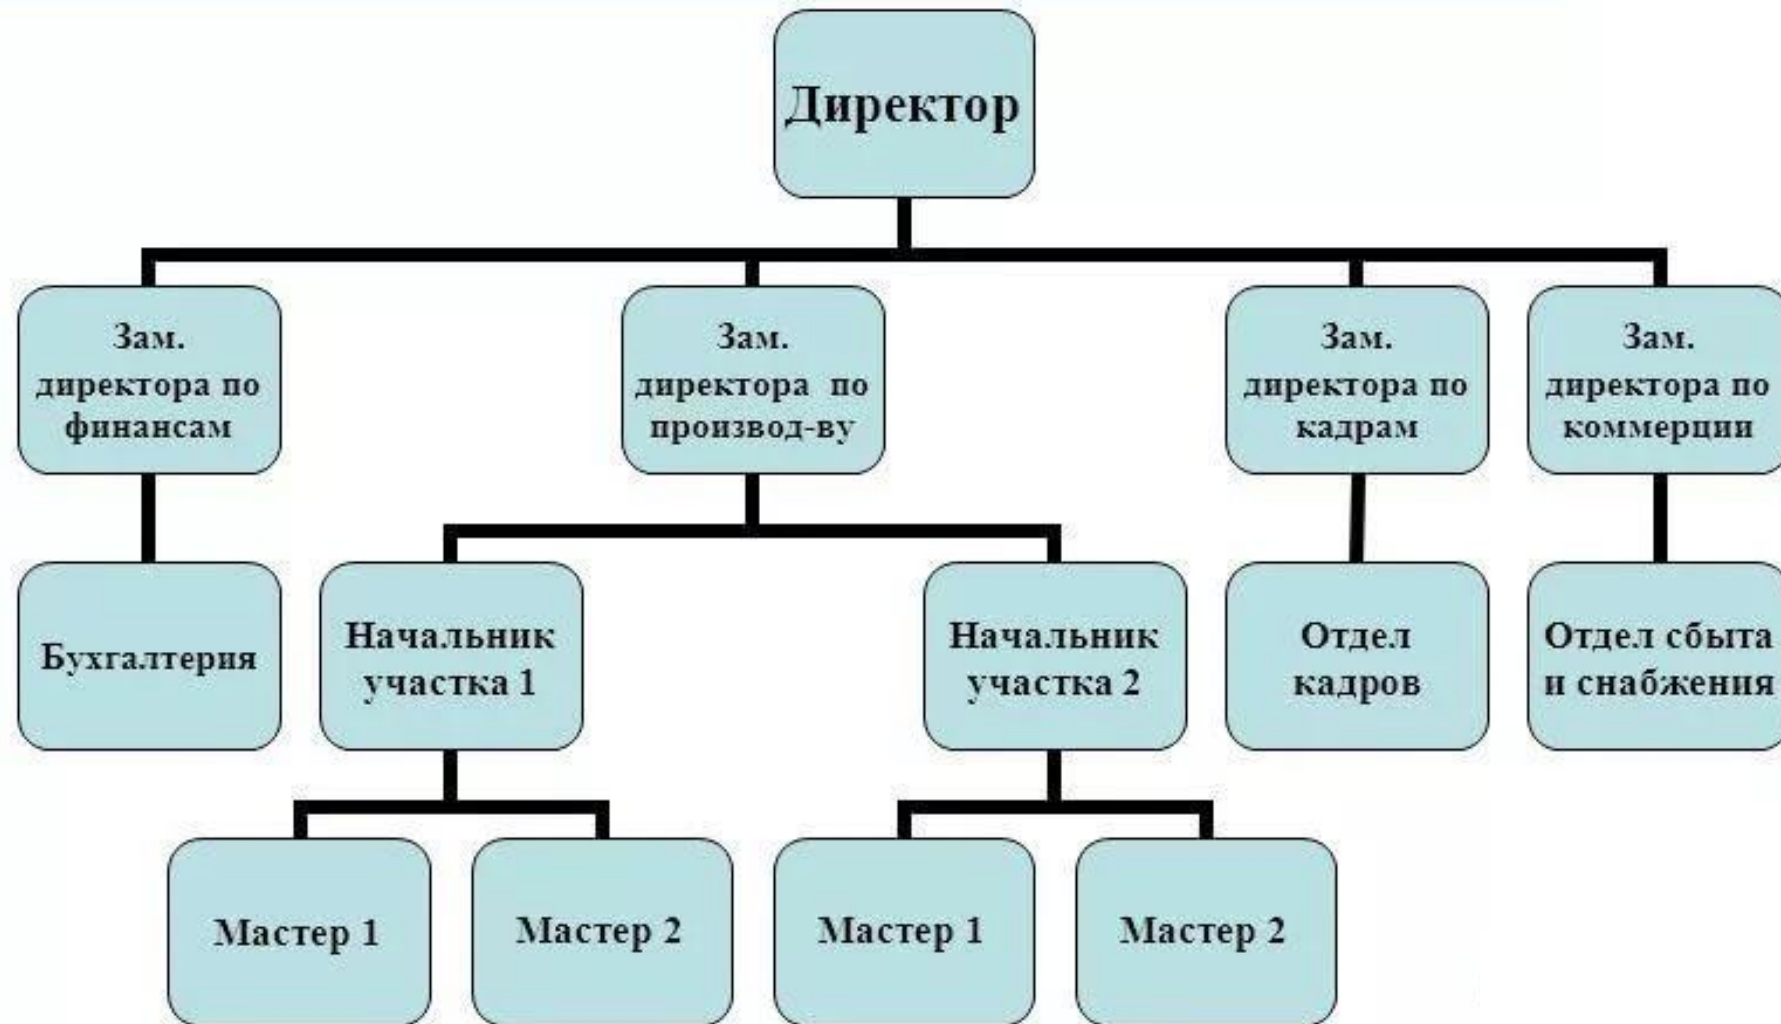 Директор
Зам.
директора по
финансам
Зам.
директора по
производ-ву
Зам.
директора по
кадрам
Зам.
директора по
коммерции
Бухгалтерия
Начальник
участка 1
Начальник
участка 2
Отдел
кадров
Отдел сбыта
и снабжения
Мастер 1
Мастер 2
Мастер 1
Мастер 2